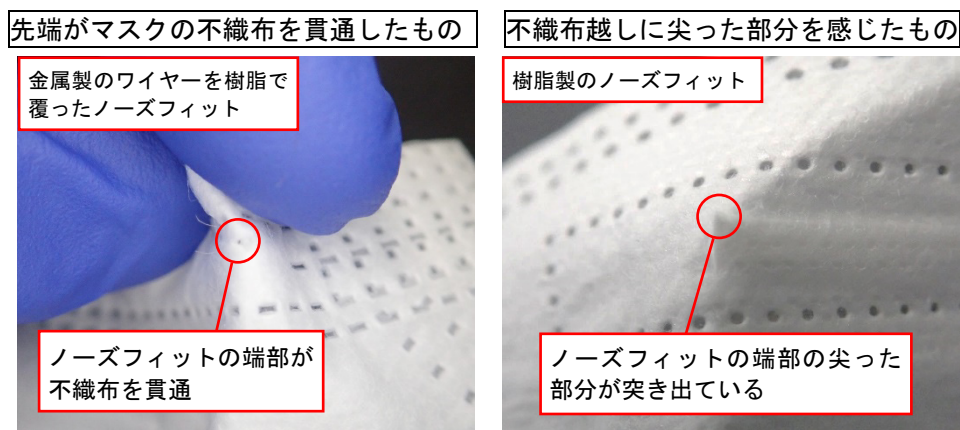 先端がマスクの不織布を貫通したもの
金属製のワイヤーを樹脂で
覆ったノーズフィット
ノーズフィットの端部が
不織布を貫通
不織布越しに尖った部分を感じたもの
樹脂製のノーズフィット
ノーズフィットの端部の尖った
部分が突き出ている